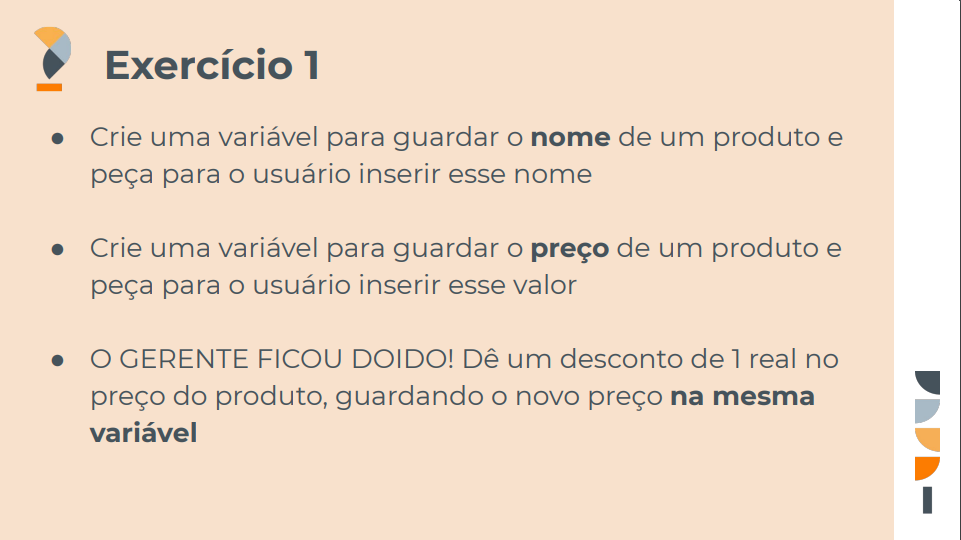 Exercício 1
● Crie uma variável para guardar o nome de um produto e
peça para o usuário inserir esse nome
● Crie uma variável para guardar o preço de um produto e
peça para o usuário inserir esse valor
● O GERENTE FICOU DOIDO! Dê um desconto de 1 real no
preço do produto, guardando o novo preço na mesma
variável